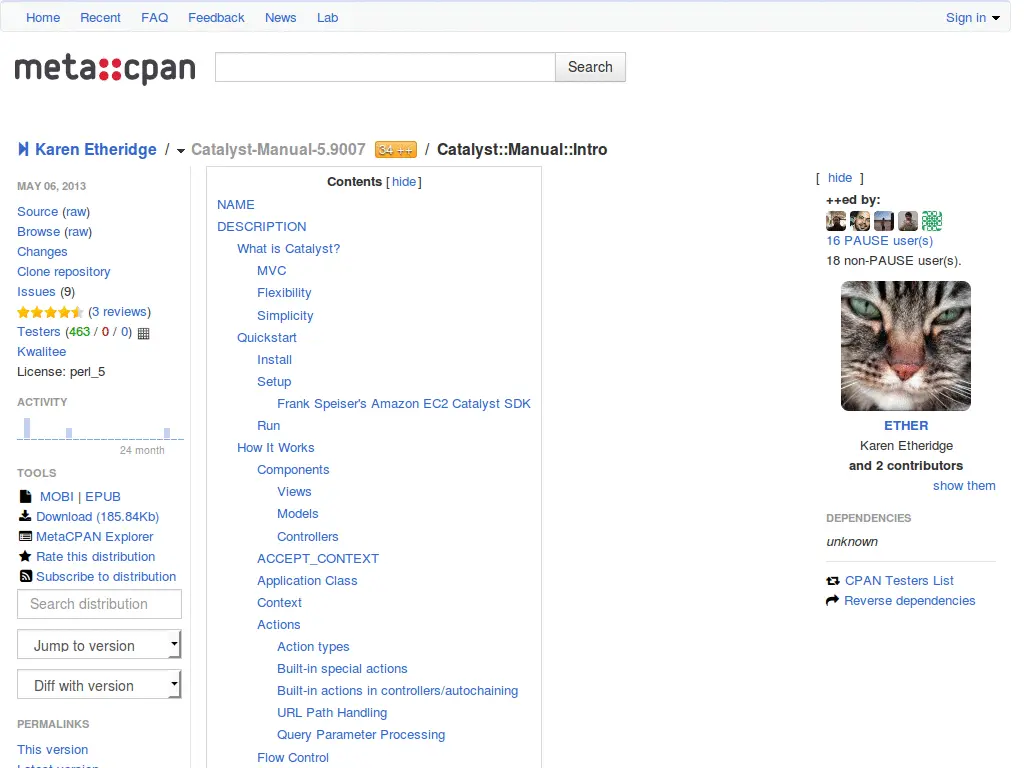 Home Recent FAQ Feedback News Lab Sign in
meta::cpan Search
Karen Etheridge / Catalyst-Manual-5.9007 34 ++ / Catalyst::Manual::Intro
MAY 06, 2013
Source (raw)
Browse (raw)
Changes
Clone repository
Issues (9)
(3 reviews)
Testers (463 / 0 / 0)
Kwalitee
License: perl_5
ACTIVITY
24 month
TOOLS
MOBI | EPUB
Download (185.84Kb)
MetaCPAN Explorer
Rate this distribution
Subscribe to distribution
Search distribution
Jump to version
Diff with version
PERMALINKS
This version
Latest version
Contents [ hide ]
NAME
DESCRIPTION
What is Catalyst?
MVC
Flexibility
Simplicity
Quickstart
Install
Setup
Frank Speiser's Amazon EC2 Catalyst SDK
Run
How It Works
Components
Views
Models
Controllers
ACCEPT_CONTEXT
Application Class
Context
Actions
Action types
Built-in special actions
Built-in actions in controllers/autochaining
URL Path Handling
Query Parameter Processing
Flow Control
[ hide ]
++ed by:
16 PAUSE user(s)
18 non-PAUSE user(s).
ETHER
Karen Etheridge
and 2 contributors
show them
DEPENDENCIES
unknown
CPAN Testers List
Reverse dependencies